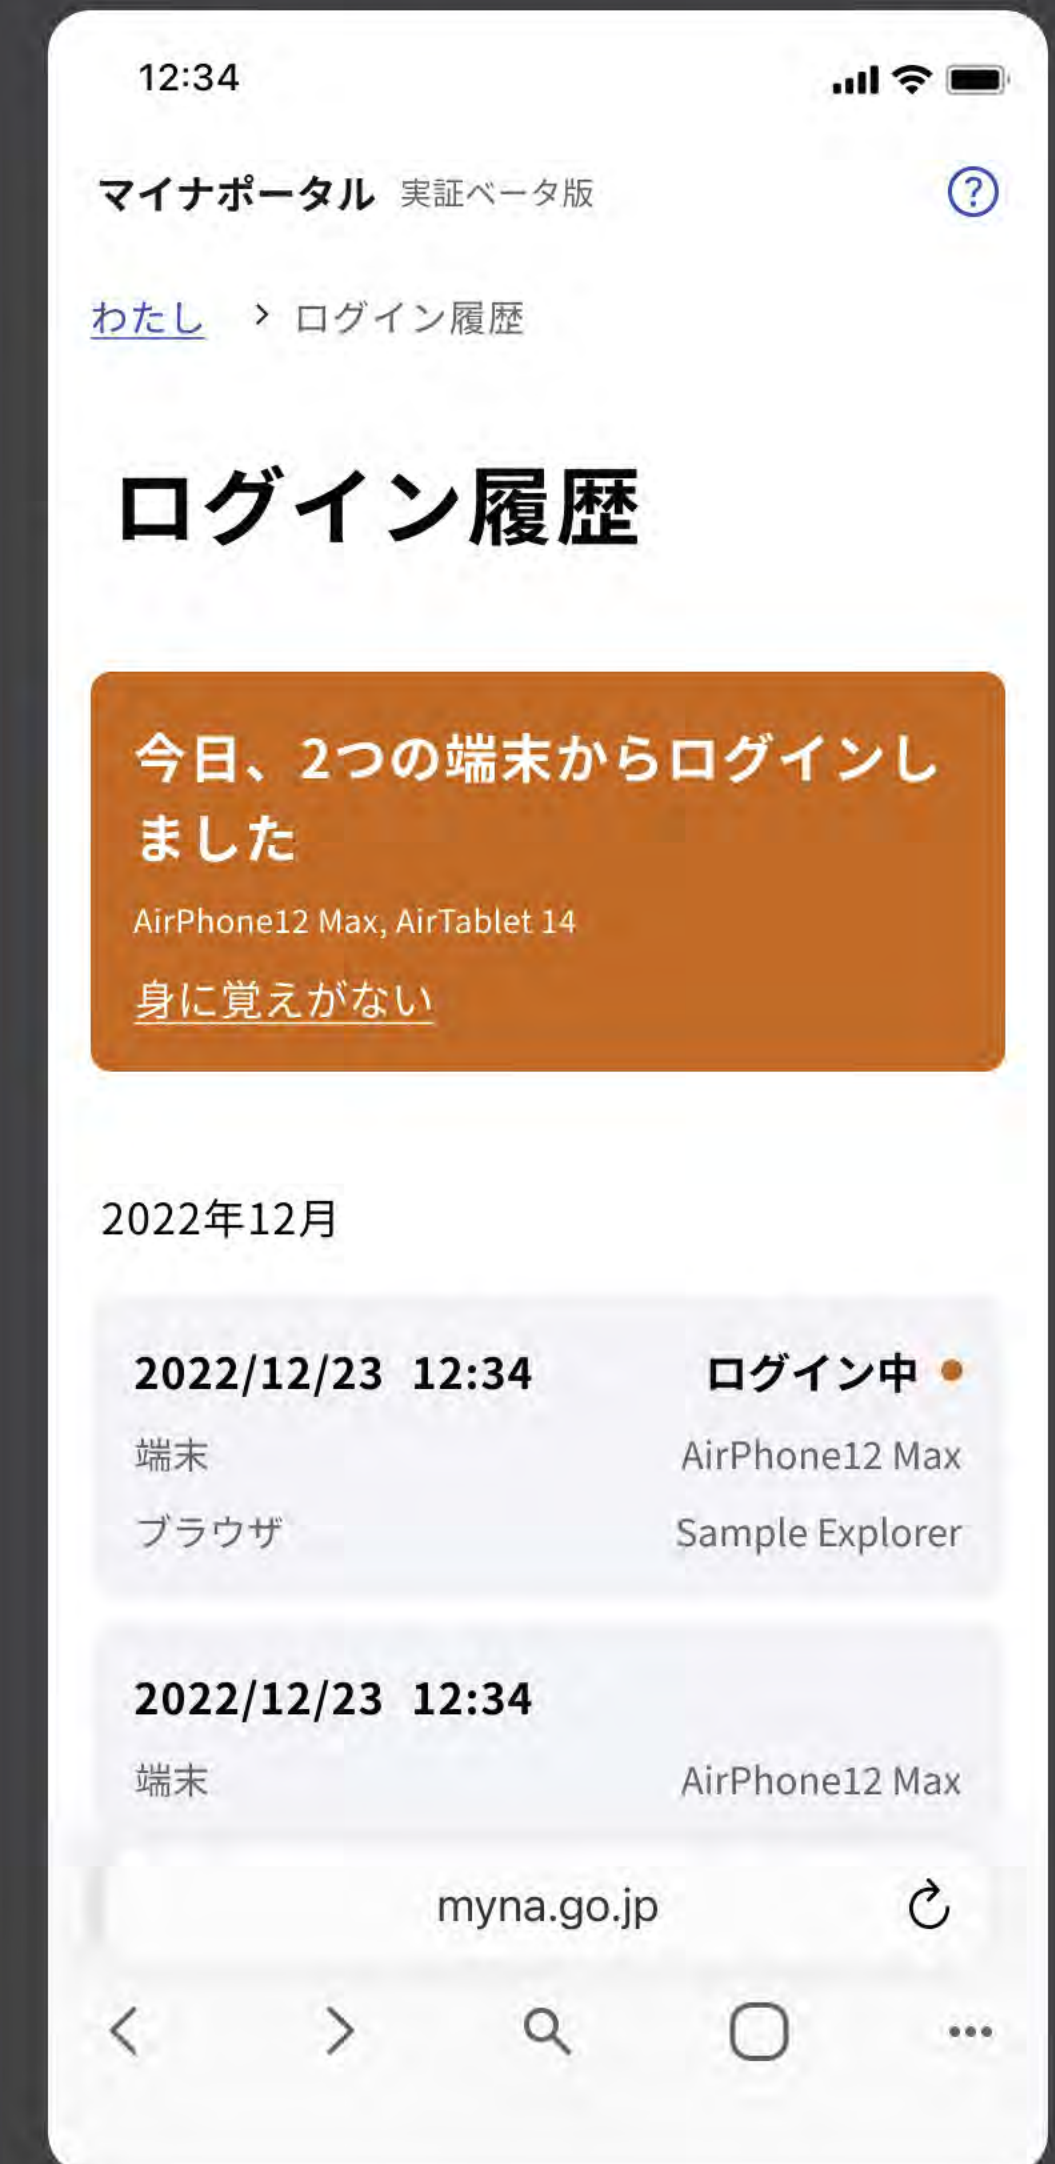 12:34
マイナポータル 実証ベータ版 ?
わたし > ログイン履歴
ログイン履歴
今日、2つの端末からログインし
ました
AirPhone12 Max, AirTablet 14
身に覚えがない
2022年12月
2022/12/23 12:34 ログイン中
端末 AirPhone12 Max
ブラウザ Sample Explorer
2022/12/23 12:34
端末 AirPhone12 Max
myna.go.jp